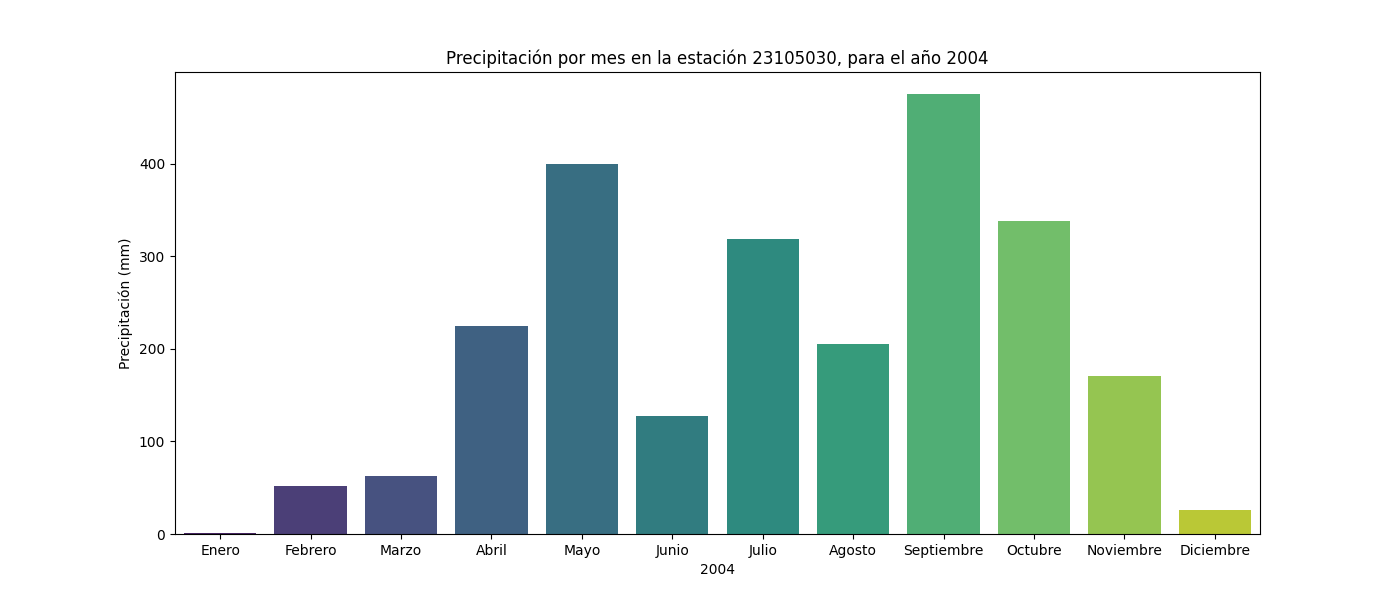 Precipitación por mes en la estación 23105030, para el año 2004
Precipitación (mm)
400
300
200
100
0
Enero Febrero Marzo Abril Mayo Junio Julio Agosto Septiembre Octubre Noviembre Diciembre
2004